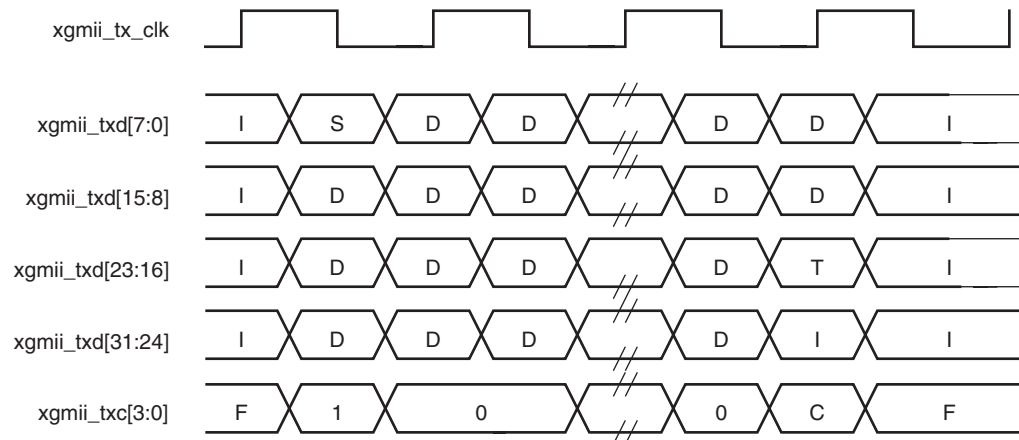 xgmii_tx_clk
xgmii_txd[7:0] I S D D D D I
xgmii_txd[15:8] I D D D D D I
xgmii_txd[23:16] I D D D D T I
xgmii_txd[31:24] I D D D D I I
xgmii_txc[3:0] F 1 0 0 C F